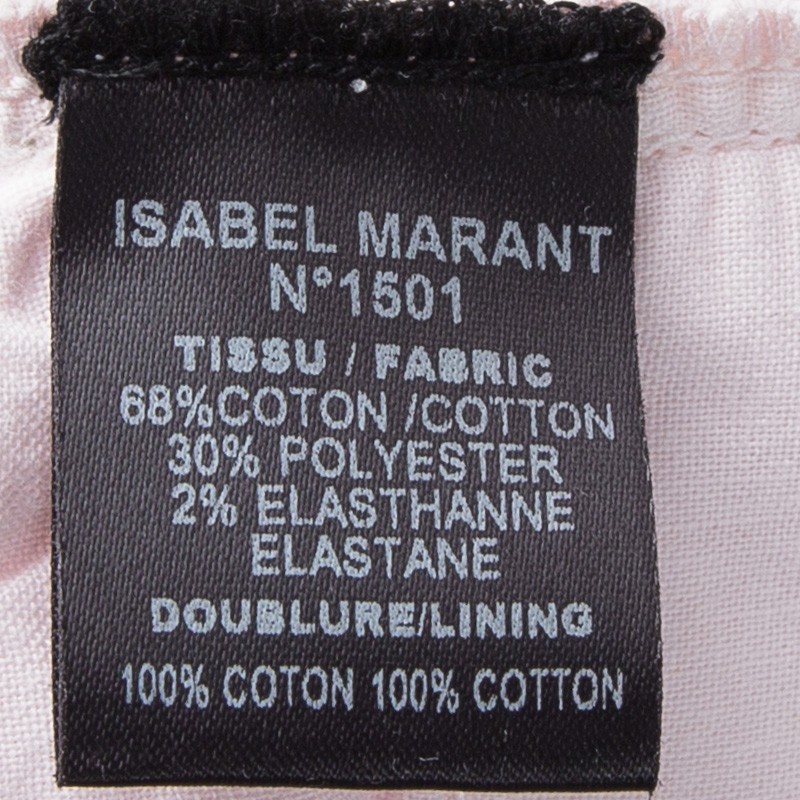 ISABEL MARANT
N°1501
TISSU / FABRIC
68%COTON /COTTON
30% POLYESTER
2% ELASTHANNE
ELASTANE
DOUBLURE/LINING
100% COTON 100% COTTON